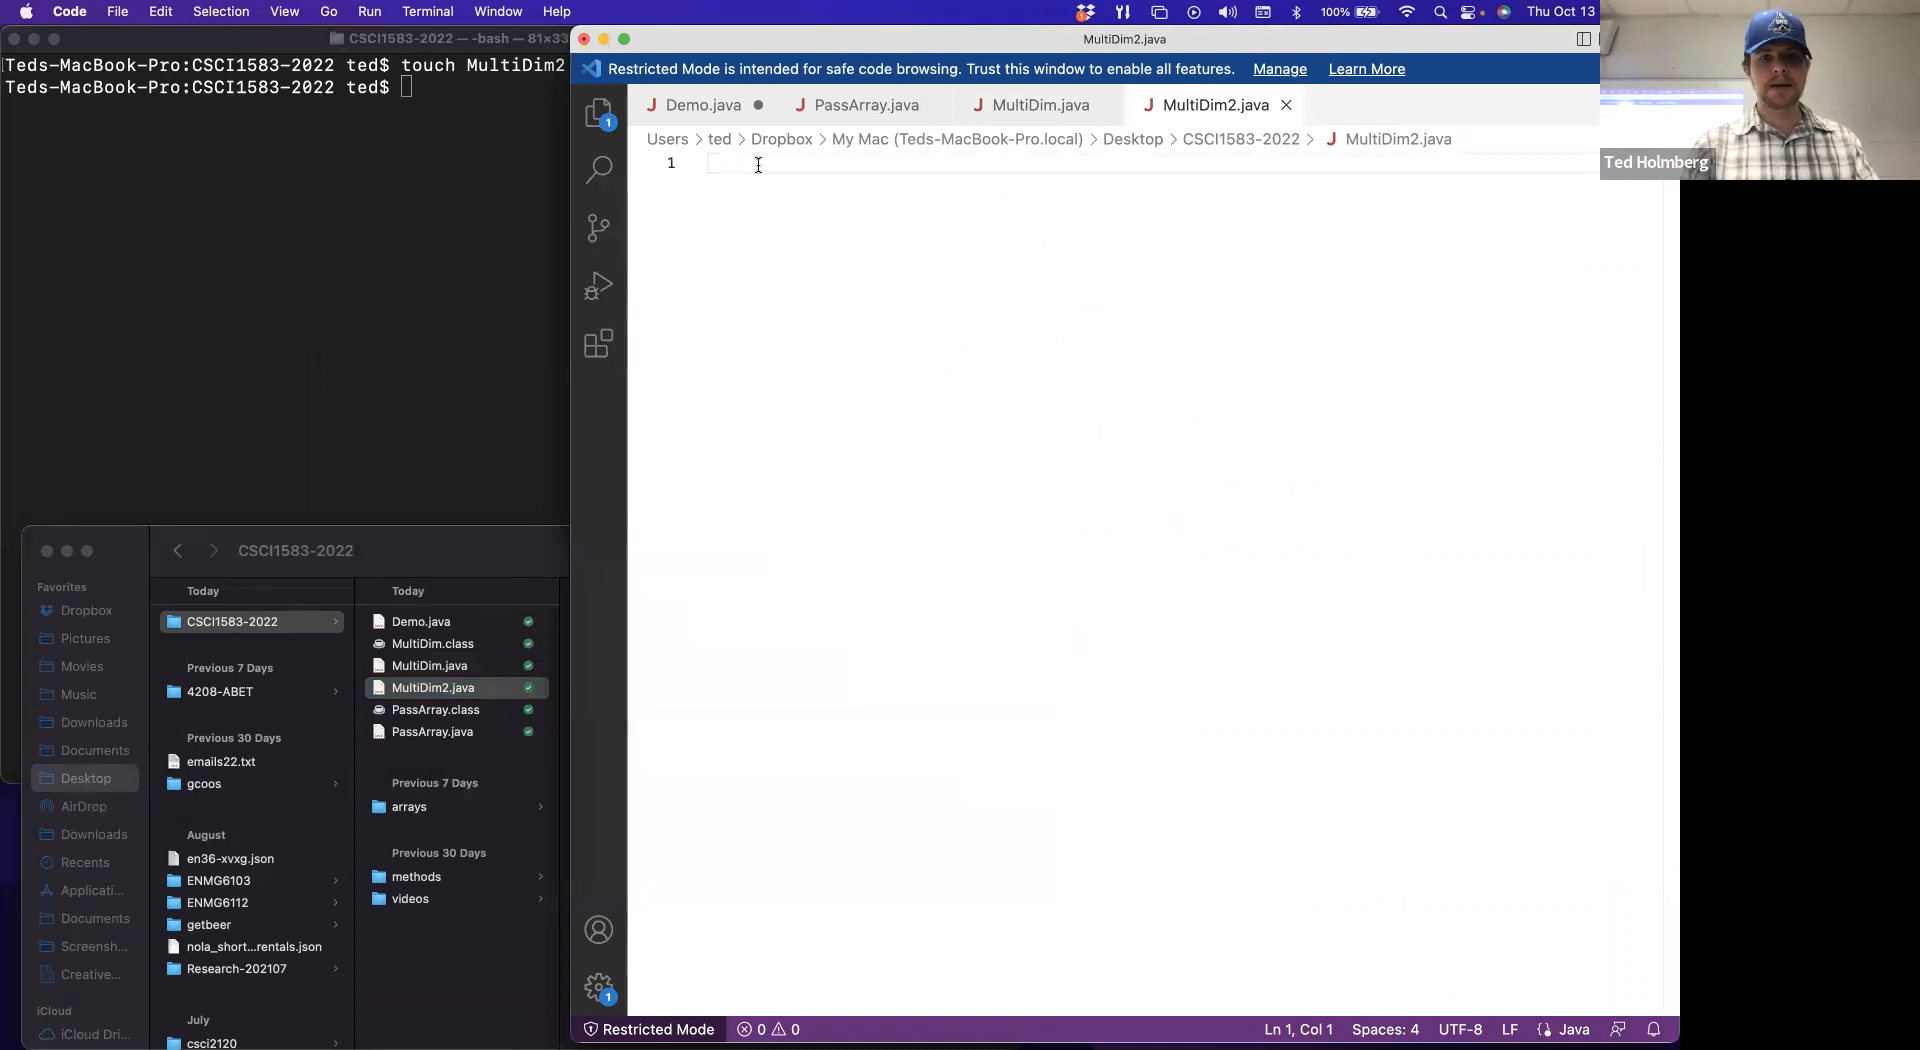 Code File Edit Selection View Go Run Terminal Window Help 100% Thu Oct 13
CSCI1583-2022 — -bash — 81×33
Teds-MacBook-Pro:CSCI1583-2022 ted$ touch MultiDim2
Teds-MacBook-Pro:CSCI1583-2022 ted$
MultiDim2.java
Restricted Mode is intended for safe code browsing. Trust this window to enable all features. Manage Learn More
Demo.java PassArray.java MultiDim.java MultiDim2.java
Users > ted > Dropbox > My Mac (Teds-MacBook-Pro.local) > Desktop > CSCI1583-2022 > MultiDim2.java
1
1
Ted Holmberg
CSCI1583-2022
Favorites
Dropbox
Pictures
Movies
Music
Downloads
Documents
Desktop
AirDrop
Downloads
Recents
Applicati...
Documents
Screensh...
Creative...
iCloud
iCloud Dri...
Today
CSCI1583-2022
Previous 7 Days
4208-ABET
Previous 30 Days
emails22.txt
gcoos
August
en36-xvxg.json
ENMG6103
ENMG6112
getbeer
nola_short...rentals.json
Research-202107
July
csci2120
Today
Demo.java
MultiDim.class
MultiDim.java
MultiDim2.java
PassArray.class
PassArray.java
Previous 7 Days
arrays
Previous 30 Days
methods
videos
1
Restricted Mode 0 0 Ln 1, Col 1 Spaces: 4 UTF-8 LF Java